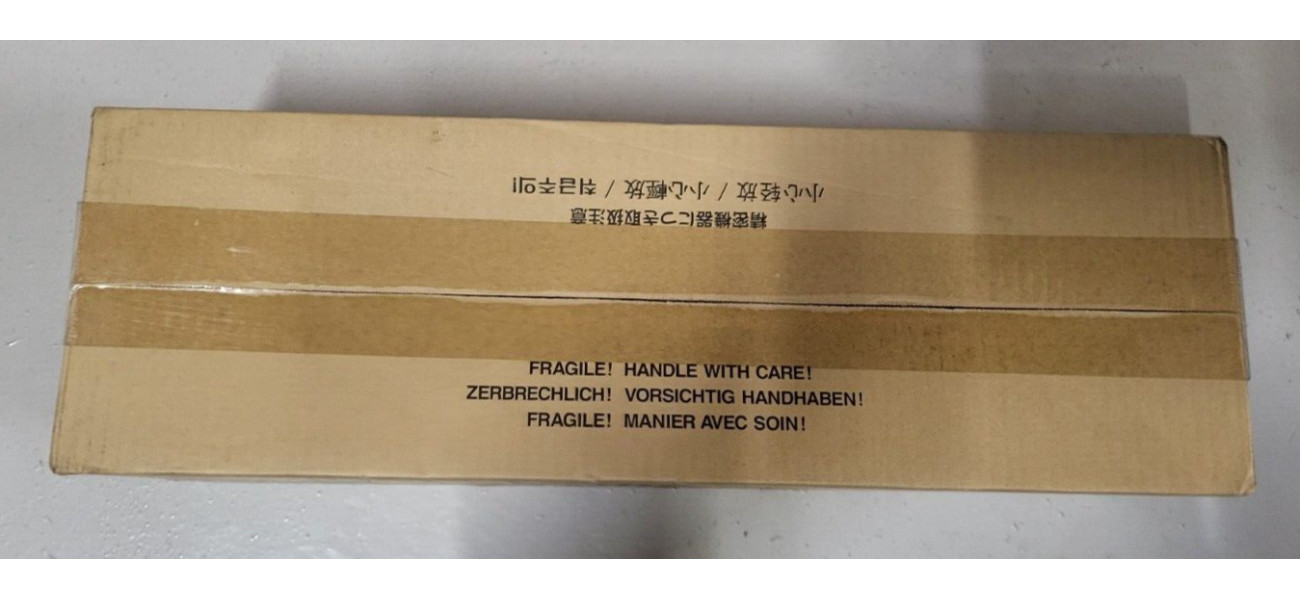 精密機器につき取扱注意
小心轻放 / 小心輕放 / 취급주의!
FRAGILE! HANDLE WITH CARE!
ZERBRECHLICH! VORSICHTIG HANDHABEN!
FRAGILE! MANIER AVEC SOIN!